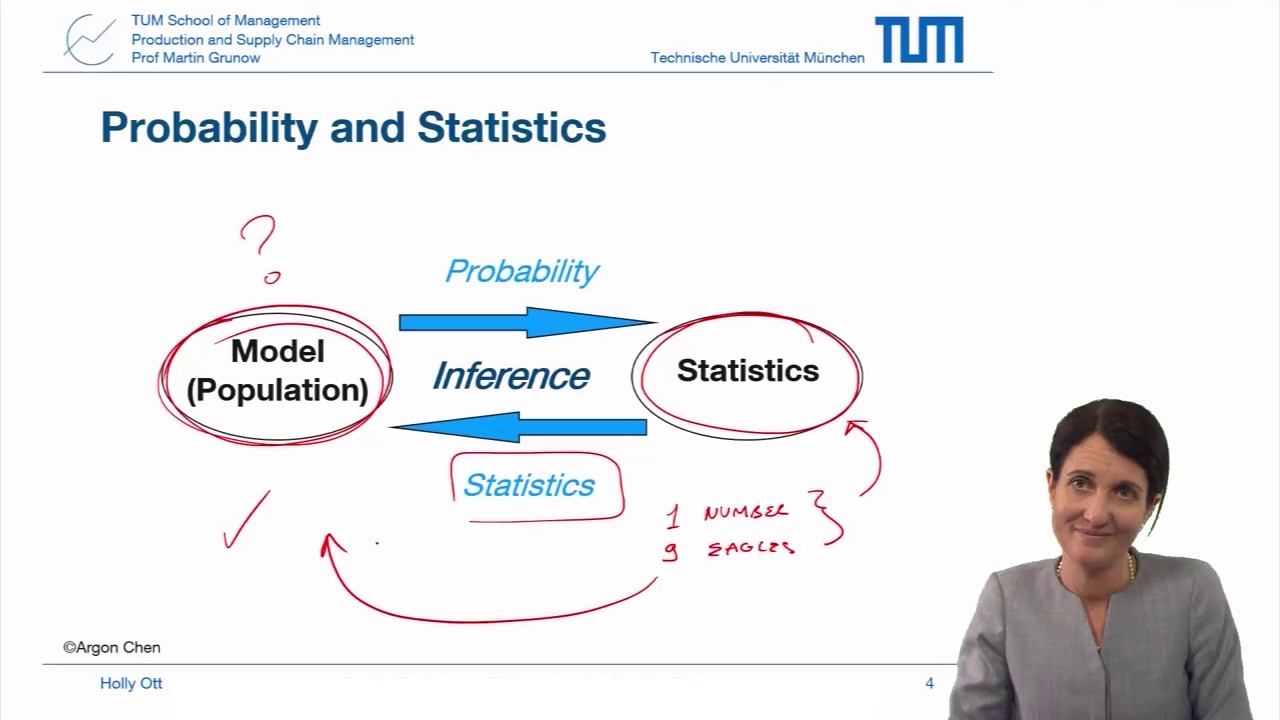 TUM School of Management
Production and Supply Chain Management
Prof Martin Grunow
Technische Universität München
TUM
Probability and Statistics
?
Probability
Model
(Population)
Inference
Statistics
Statistics
1 NUMBER
9 EAGLES
©Argon Chen
Holly Ott
4